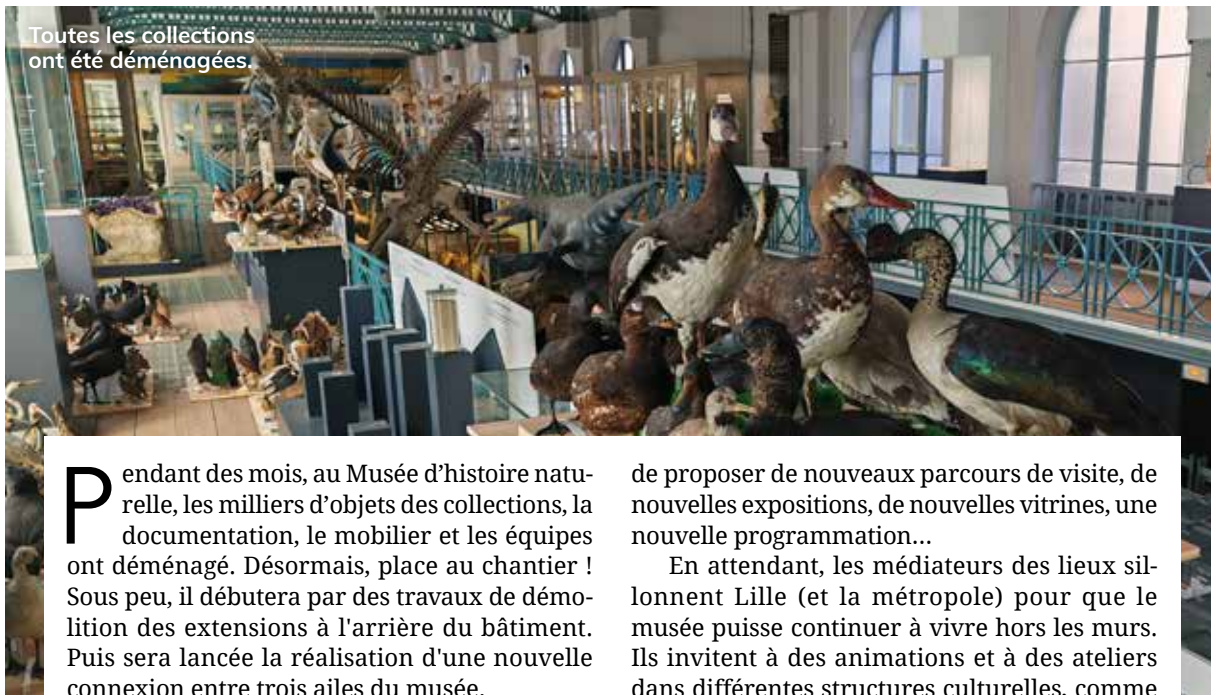 Toutes les collections
ont été déménagées.
Pendant des mois, au Musée d’histoire natu-
relle, les milliers d’objets des collections, la
documentation, le mobilier et les équipes
ont déménagé. Désormais, place au chantier !
Sous peu, il débutera par des travaux de démo-
lition des extensions à l'arrière du bâtiment.
Puis sera lancée la réalisation d'une nouvelle
connexion entre trois ailes du musée.
de proposer de nouveaux parcours de visite, de
nouvelles expositions, de nouvelles vitrines, une
nouvelle programmation…
En attendant, les médiateurs des lieux sil-
lonnent Lille (et la métropole) pour que le
musée puisse continuer à vivre hors les murs.
Ils invitent à des animations et à des ateliers
dans différentes structures culturelles, comme